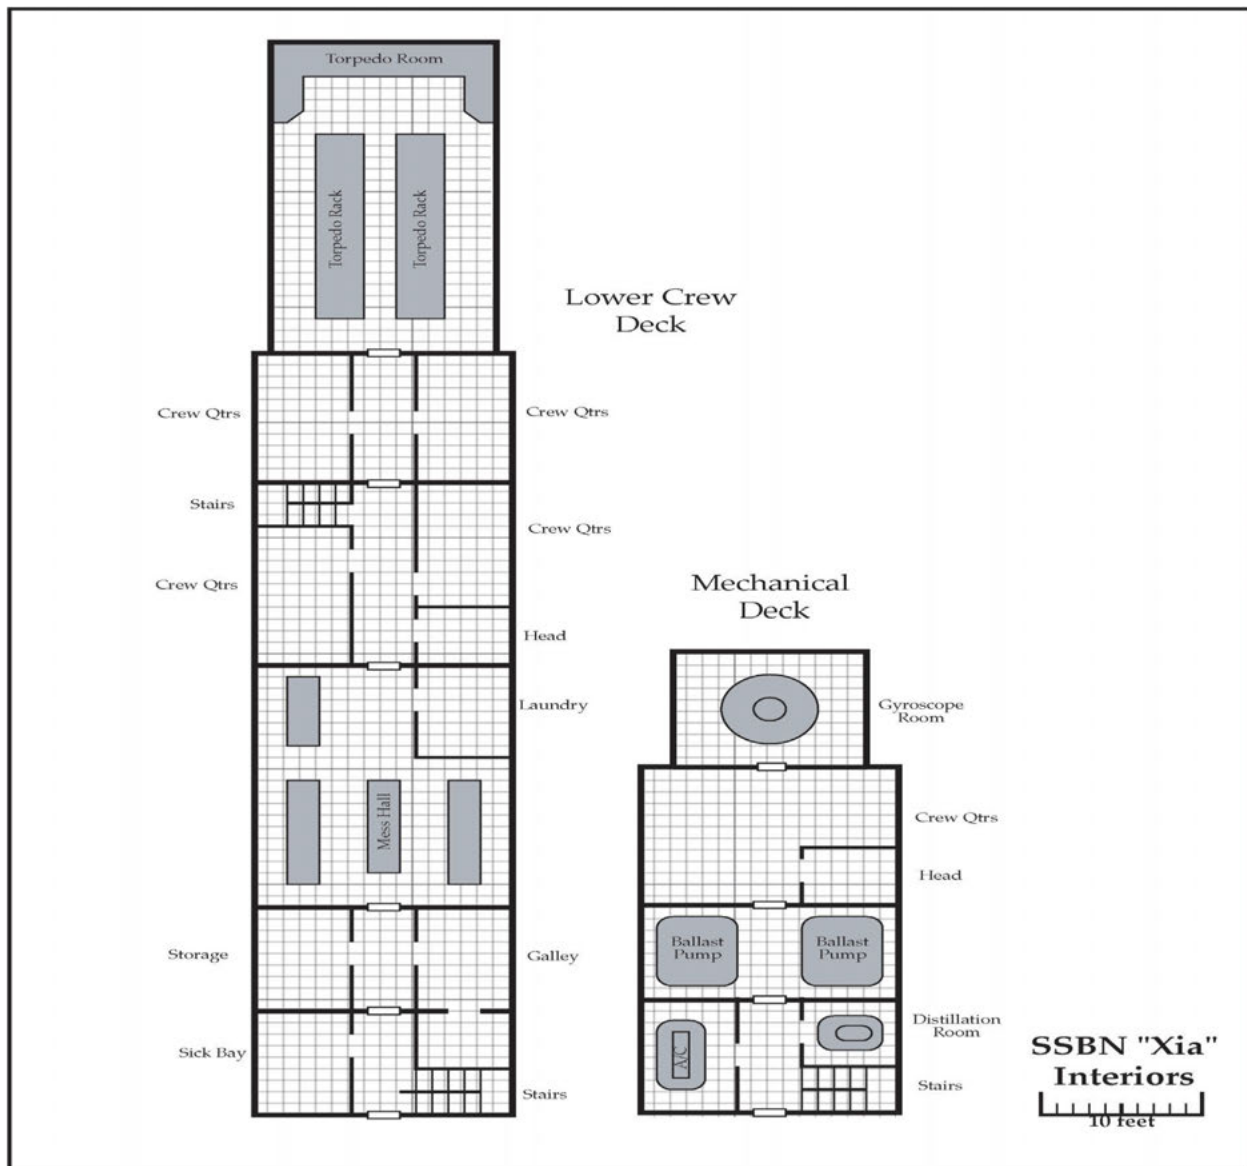 Torpedo Room
Torpedo Rack
Torpedo Rack
Lower Crew
Deck
Crew Qtrs
Crew Qtrs
Stairs
Crew Qtrs
Crew Qtrs
Head
Laundry
Mess Hall
Storage
Galley
Sick Bay
Stairs
Mechanical
Deck
Gyroscope
Room
Crew Qtrs
Head
Ballast
Pump
Ballast
Pump
A/C
Distillation
Room
Stairs
SSBN "Xia"
Interiors
10 feet